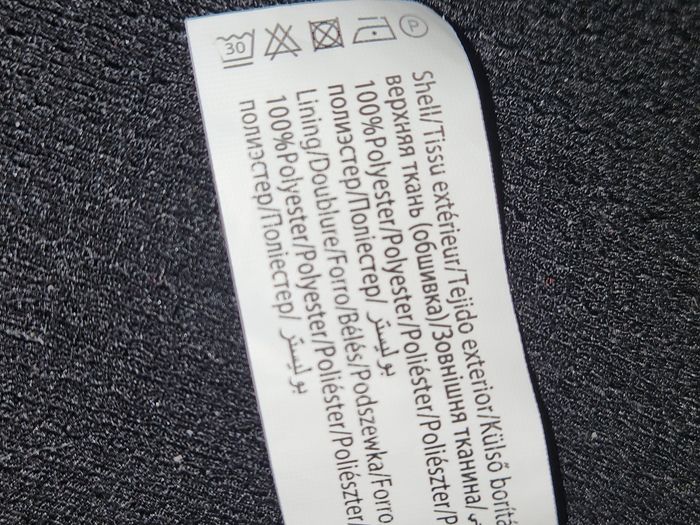 30
P
Shell/Tissu extérieur/Tejido exterior/Külső
верхняя ткань (обшивка)/Зовнішня тканина/
100%Polyester/Polyester/Poliéster/Poliészter/
полиэстер/Поліестер/ بوليستر
Lining/Doublure/Forro/Bélés/Podszewka/Forro
100%Polyester/Polyester/Poliéster/Poliészter/
полиэстер/Поліестер/ بوليستر